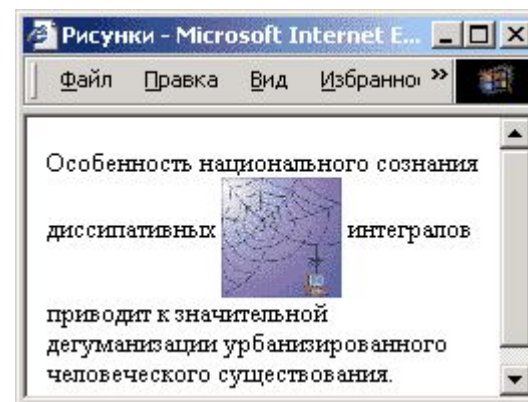 Рисунки - Microsoft Internet E...
Файл Правка Вид Избранно »
Особенность национального сознания
диссипативных интегралов
приводит к значительной
дегуманизации урбанизированного
человеческого существования.